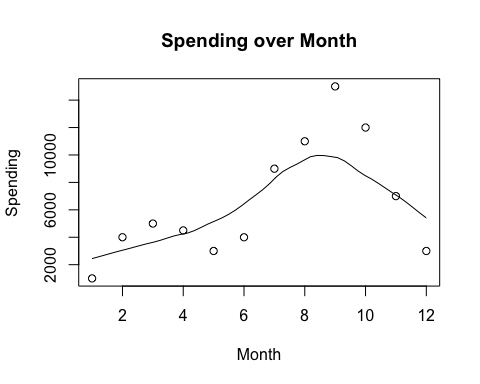 Spending over Month
Spending
10000
6000
2000
2 4 6 8 10 12
Month